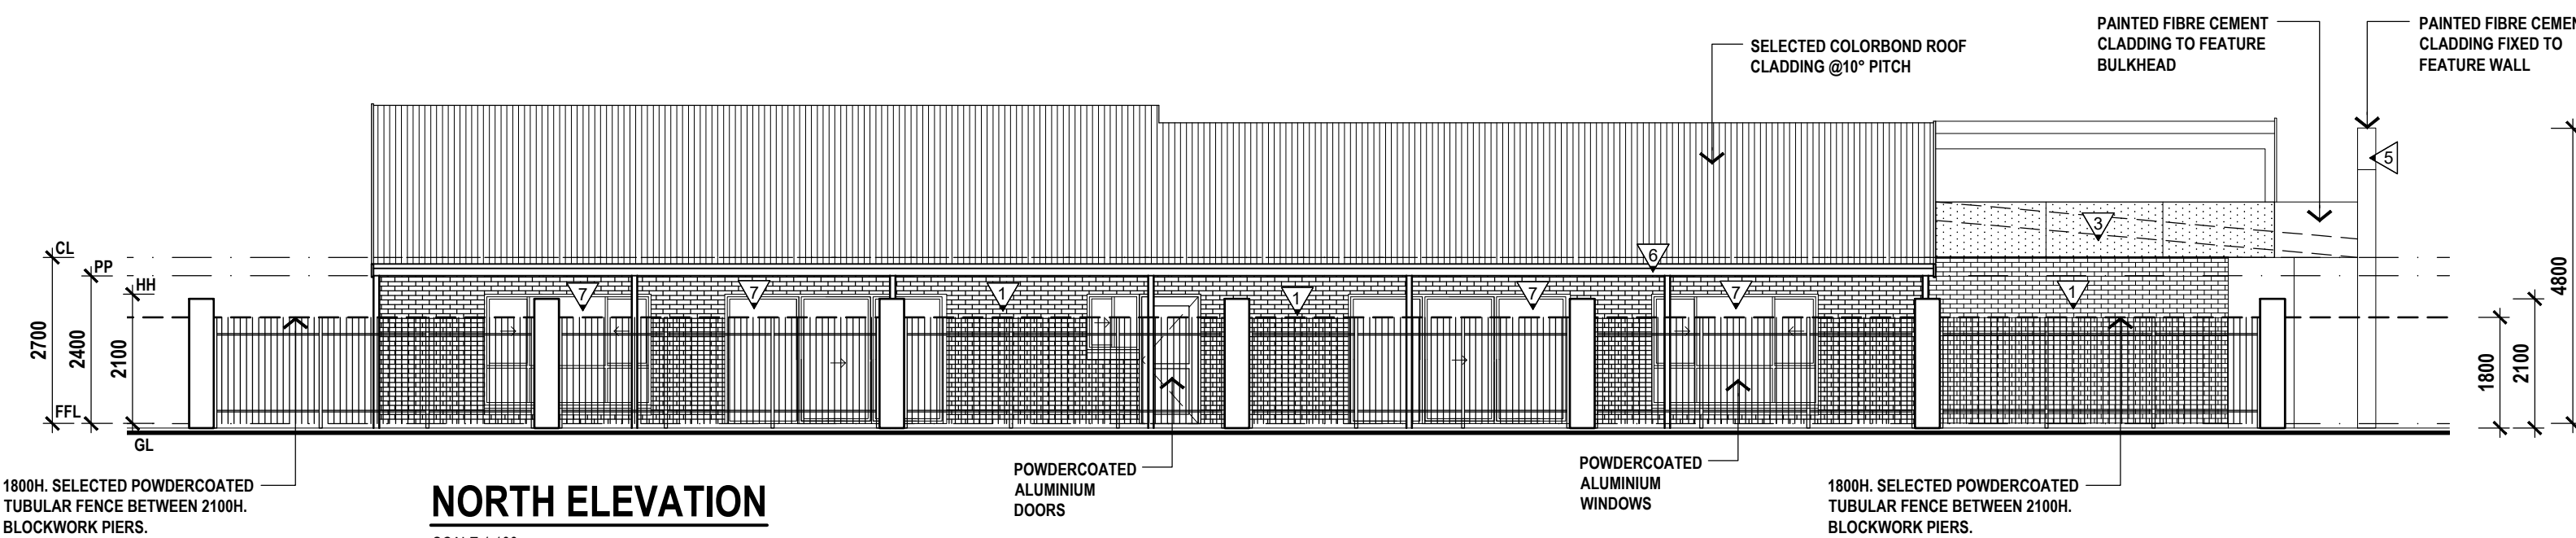 PAINTED FIBRE CEMENT
CLADDING TO FEATURE
BULKHEAD
CLADDING FIXED TO
FEATURE WALL
PAINTED FIBRE
SELECTED COLORBOND ROOF
CLADDING @10° PITCH
5
3
6
CL
PP
HH
FFL
GL
2700
2400
2100
7
7
1
1
7
7
1
1800
2100
4800
1800H. SELECTED POWDERCOATED
TUBULAR FENCE BETWEEN 2100H.
BLOCKWORK PIERS.
NORTH ELEVATION
POWDERCOATED
ALUMINIUM
DOORS
POWDERCOATED
ALUMINIUM
WINDOWS
1800H. SELECTED POWDERCOATED
TUBULAR FENCE BETWEEN 2100H.
BLOCKWORK PIERS.